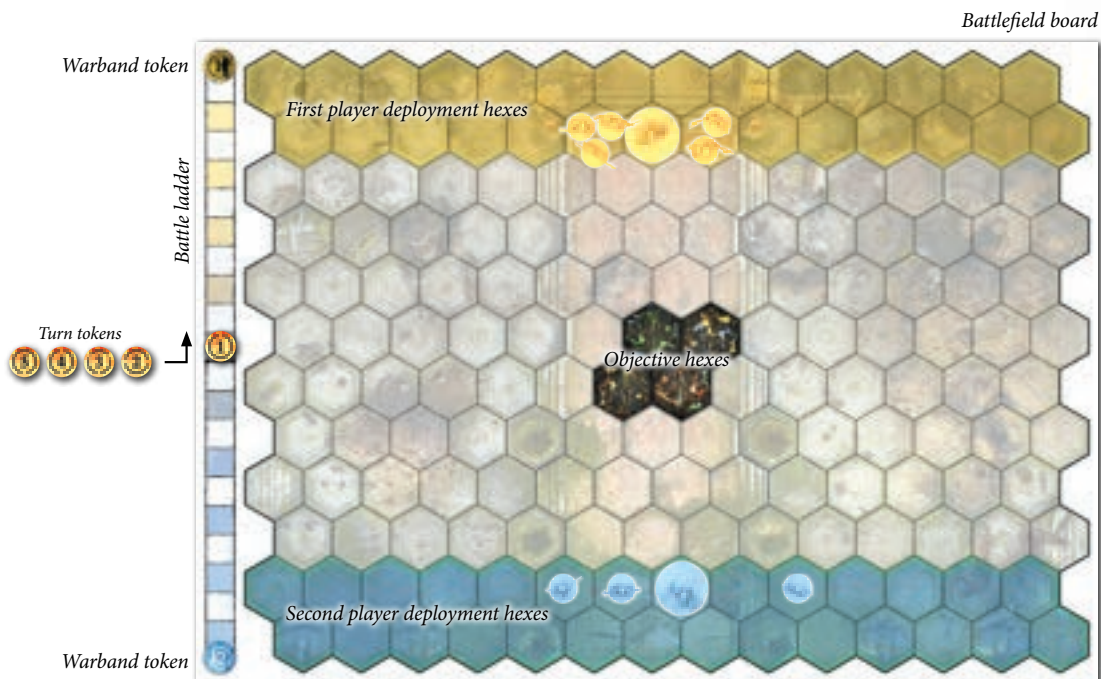 Battlefield board
Warband token
First player deployment hexes
Battle ladder
Turn tokens
Objective hexes
Second player deployment hexes
Warband token